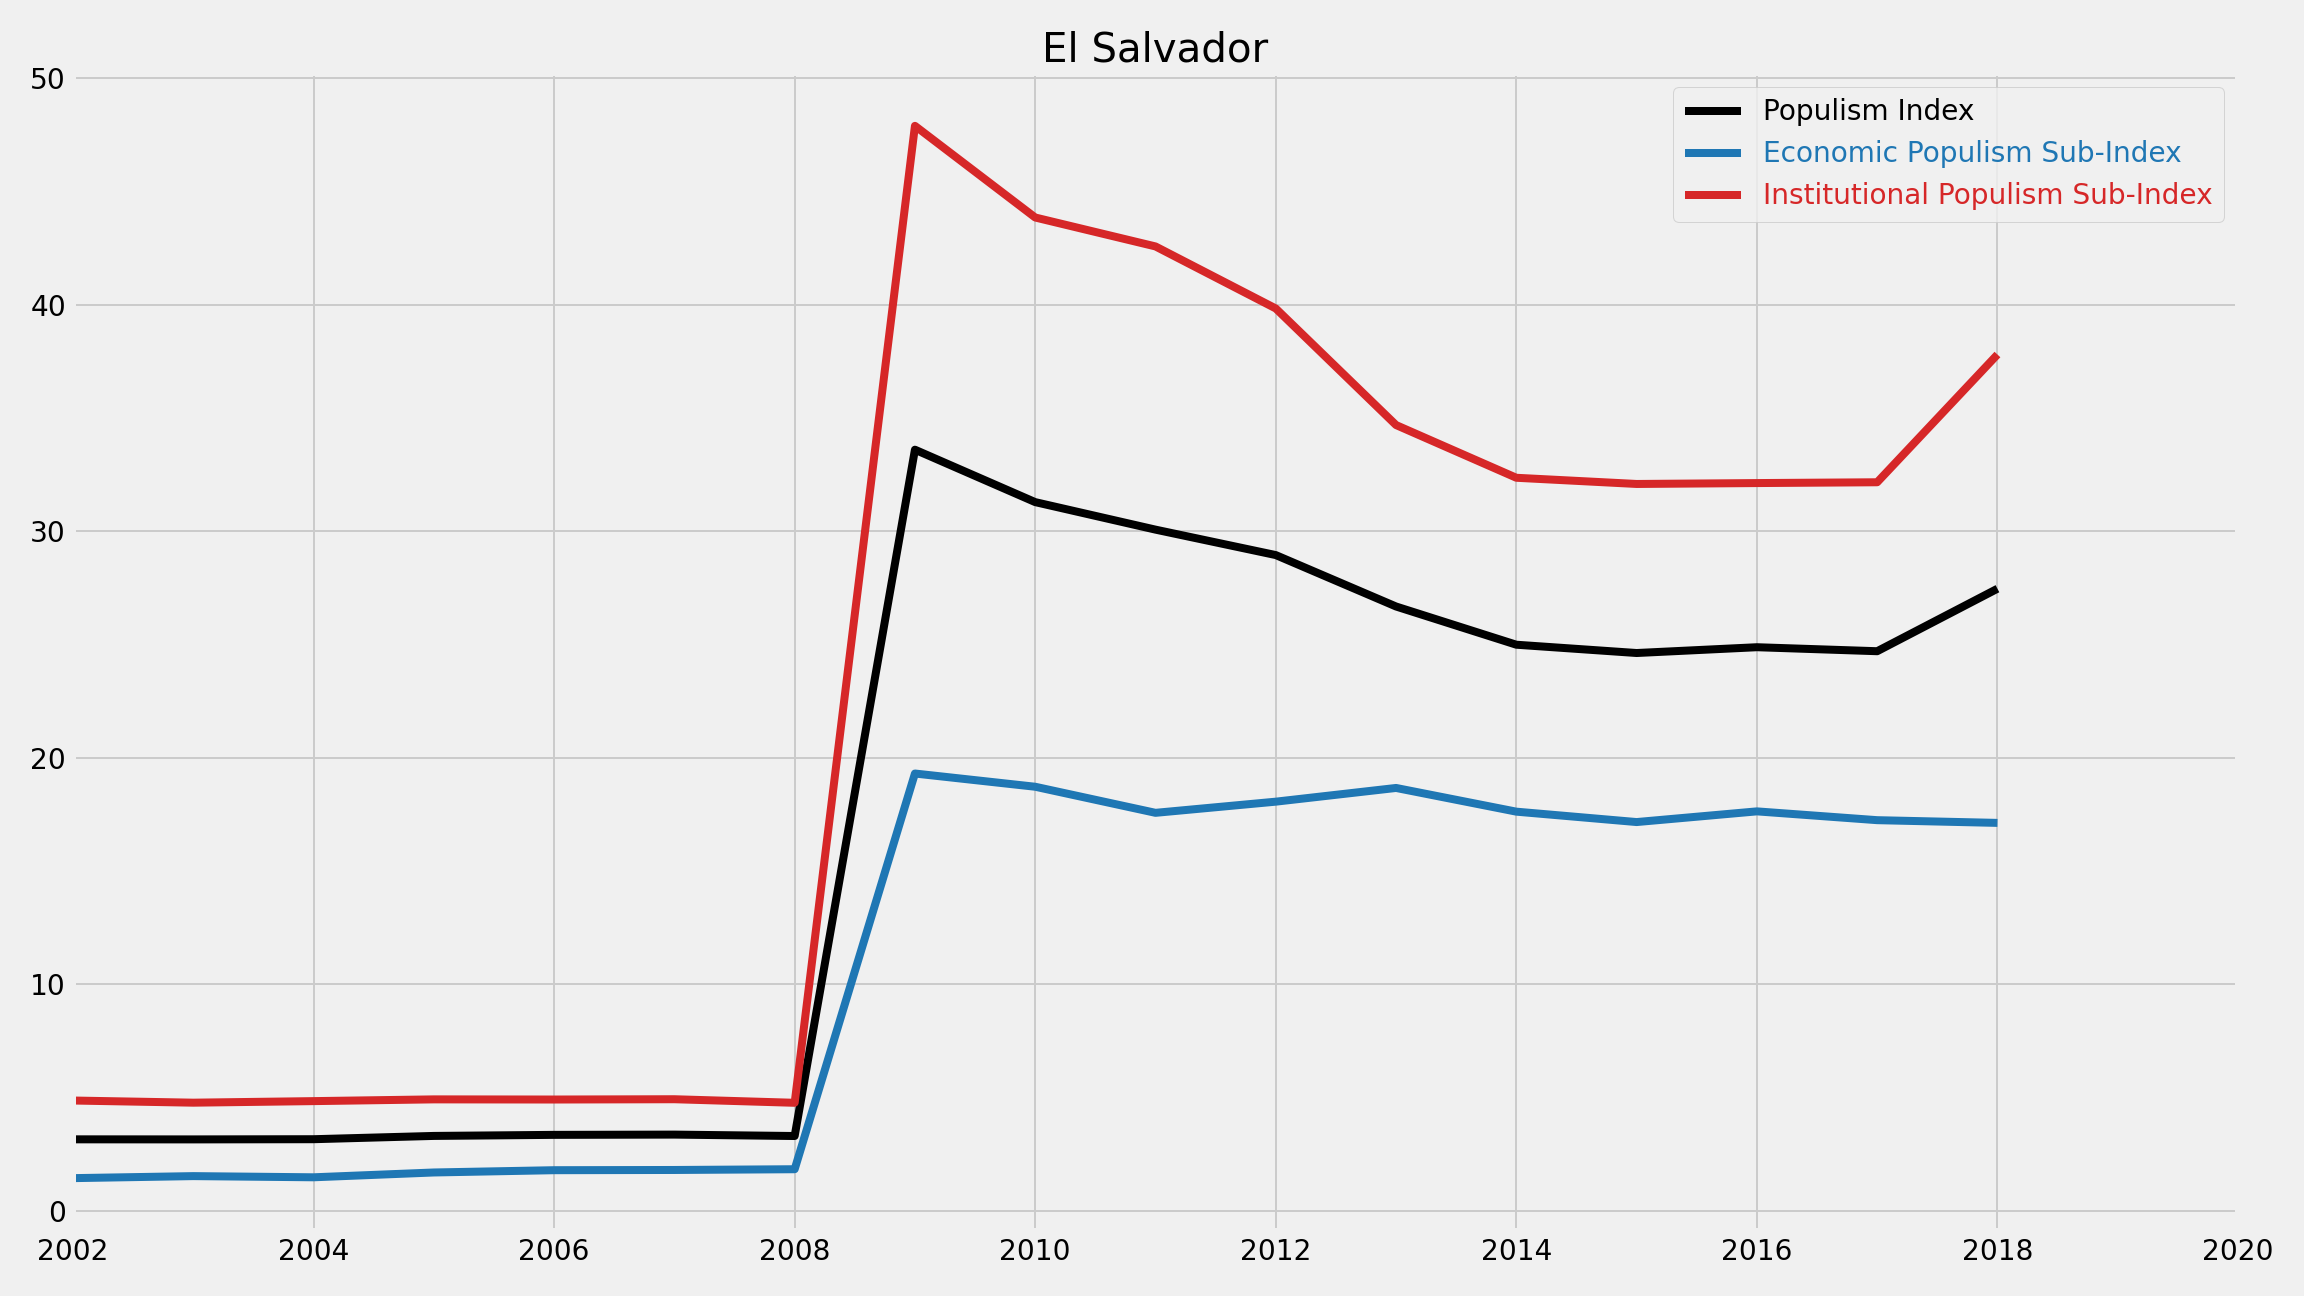 El Salvador
50
40
30
20
10
0
2002 2004 2006 2008 2010 2012 2014 2016 2018 2020
Populism Index
Economic Populism Sub-Index
Institutional Populism Sub-Index